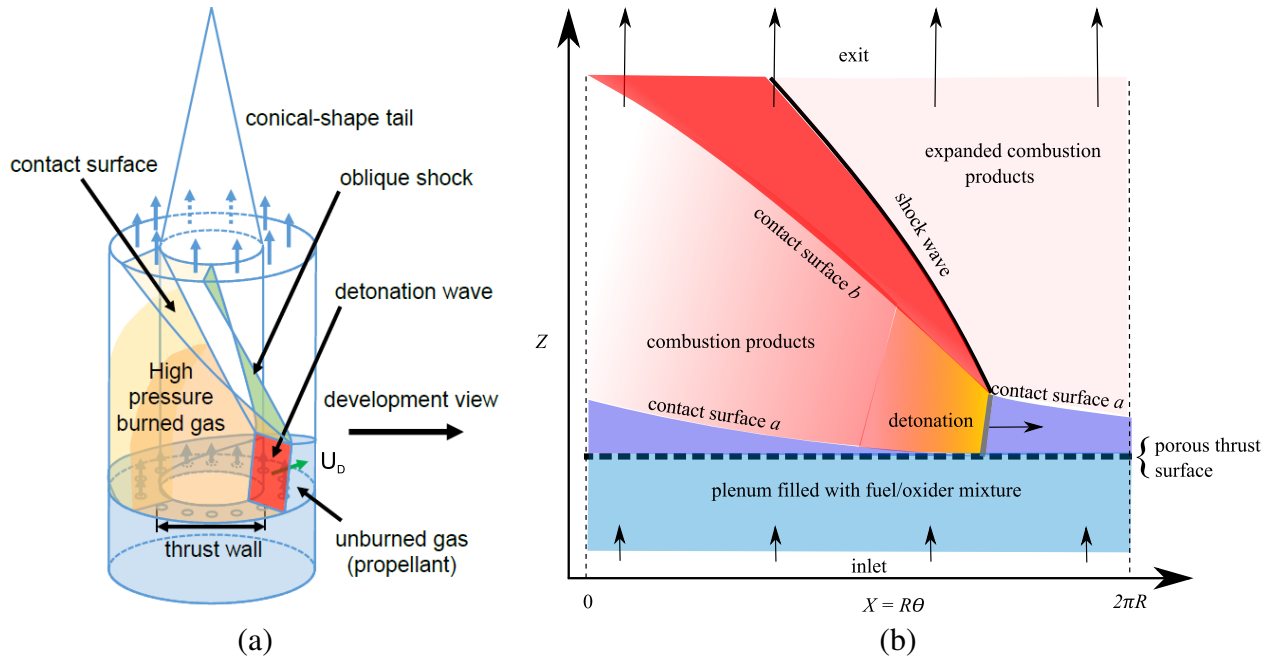 conical-shape tail
contact surface
oblique shock
detonation wave
High
pressure
burned gas
development view
U_D
thrust wall
unburned gas
(propellant)
(a)
exit
expanded combustion
products
shock wave
contact surface b
Z
combustion products
contact surface a
contact surface a
detonation
porous thrust
surface
plenum filled with fuel/oxider mixture
inlet
0
X = Rθ
2πR
(b)